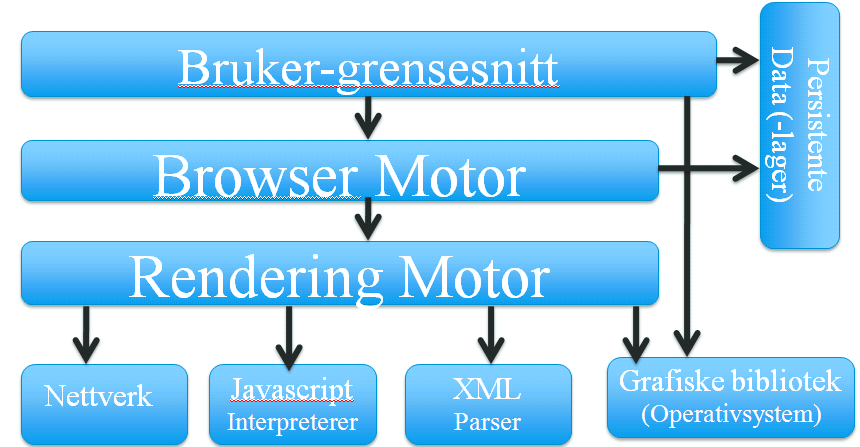 Bruker-grensesnitt
Persistente
Data (-lager)
Browser Motor
Rendering Motor
Nettverk
Javascript
Interpreterer
XML
Parser
Grafiske bibliotek
(Operativsystem)